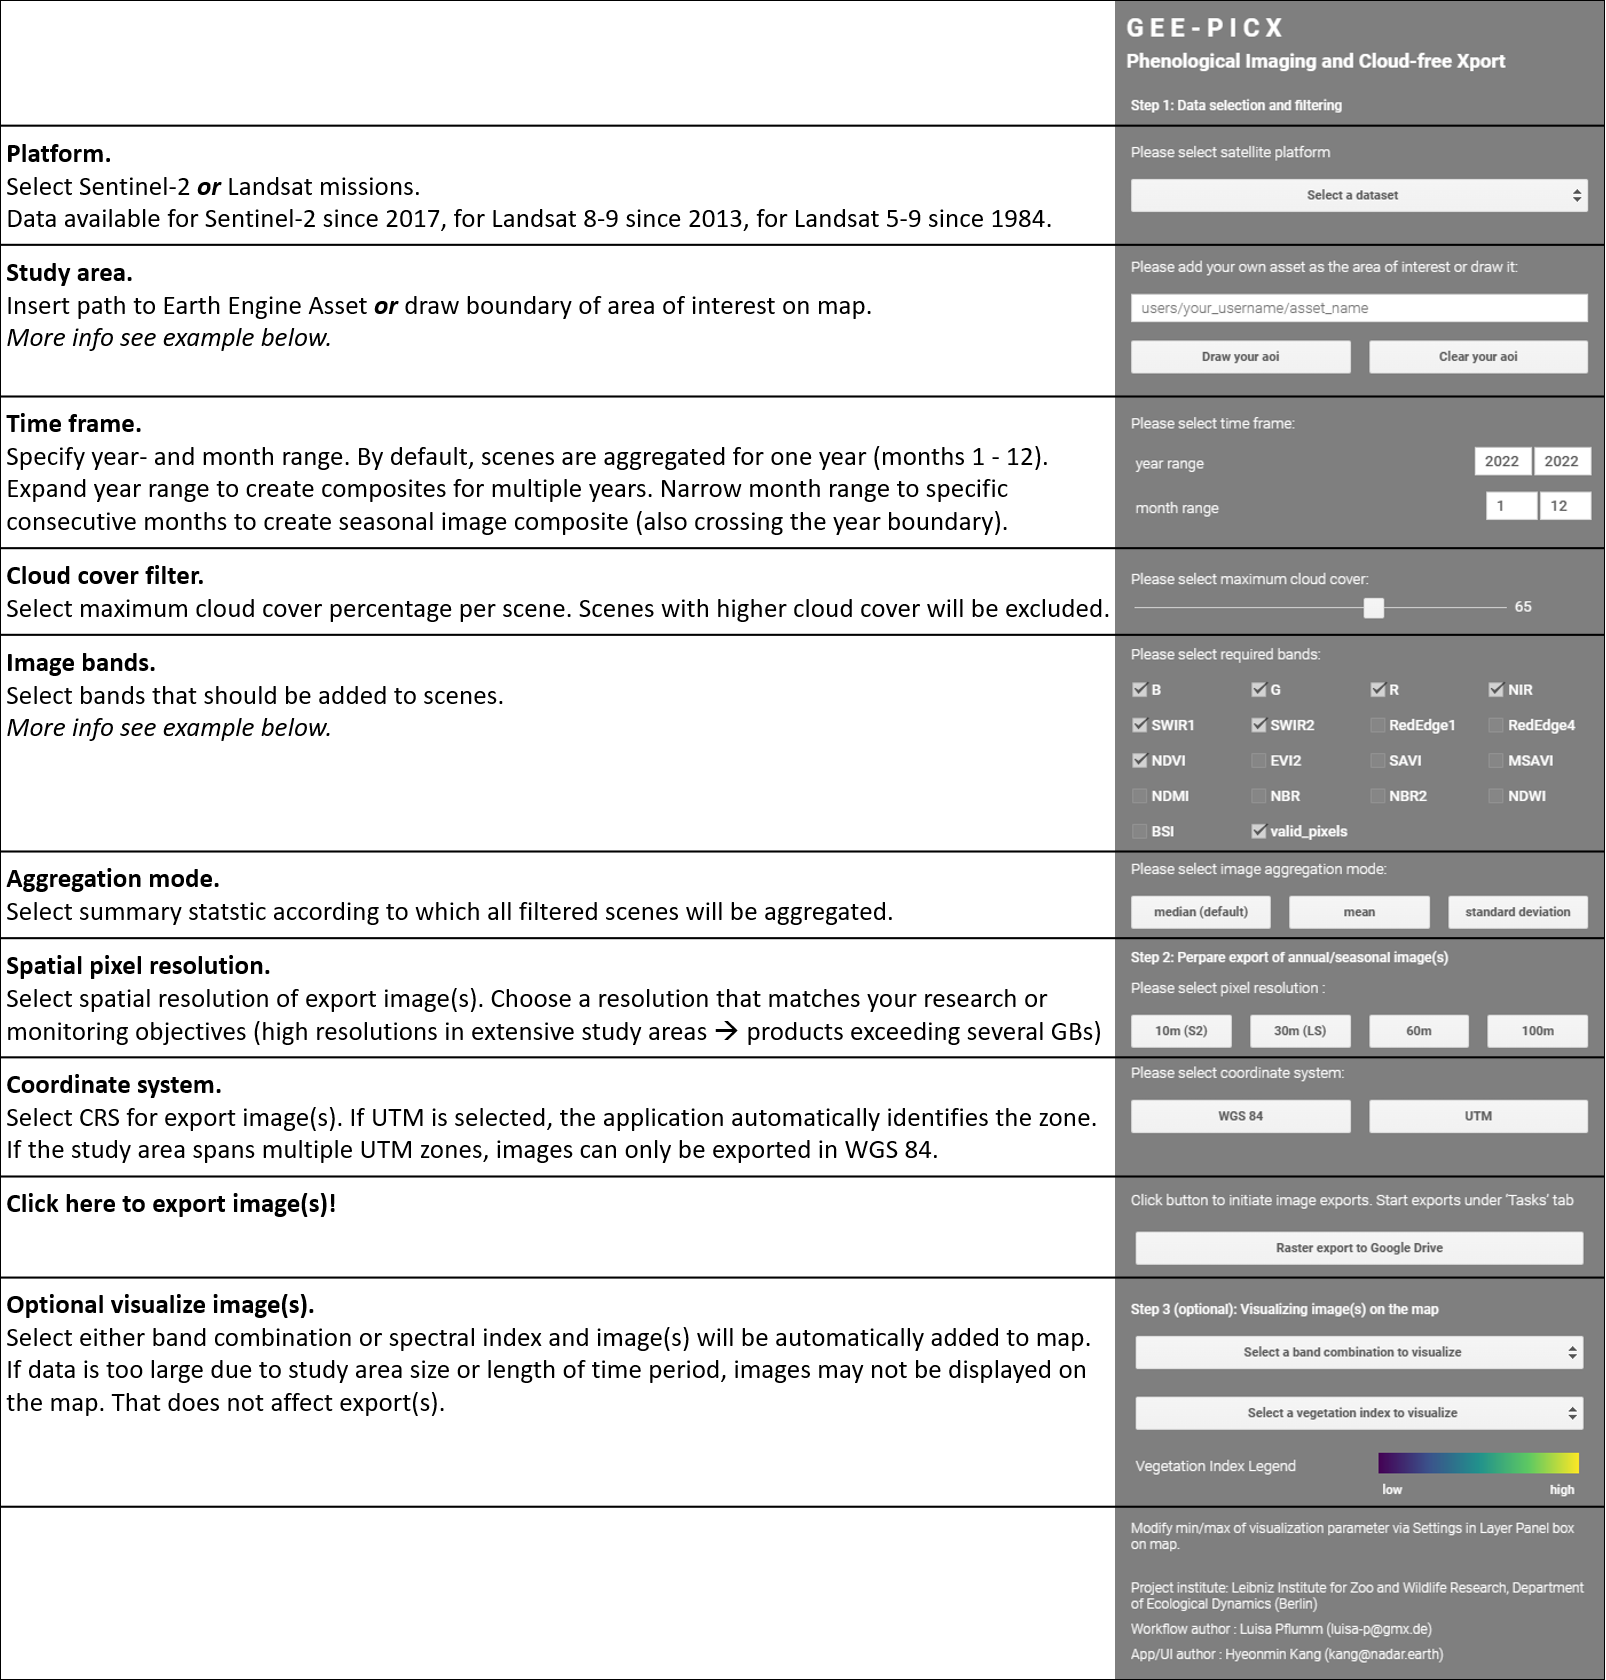 GEE-PICX
Phenological Imaging and Cloud-free Xport
Step 1: Data selection and filtering
Platform.
Select Sentinel-2 or Landsat missions.
Data available for Sentinel-2 since 2017, for Landsat 8-9 since 2013, for Landsat 5-9 since 1984.
Please select satellite platform
Select a dataset
Study area.
Insert path to Earth Engine Asset or draw boundary of area of interest on map.
More info see example below.
Please add your own asset as the area of interest or draw it:
users/your_username/asset_name
Draw your aoi Clear your aoi
Time frame.
Specify year- and month range. By default, scenes are aggregated for one year (months 1 - 12).
Expand year range to create composites for multiple years. Narrow month range to specific
consecutive months to create seasonal image composite (also crossing the year boundary).
Please select time frame:
year range 2022 2022
month range 1 12
Cloud cover filter.
Select maximum cloud cover percentage per scene. Scenes with higher cloud cover will be excluded.
Please select maximum cloud cover:
65
Image bands.
Select bands that should be added to scenes.
More info see example below.
Please select required bands:
B G R NIR
SWIR1 SWIR2 RedEdge1 RedEdge4
NDVI EVI2 SAVI MSAVI
NDMI NBR NBR2 NDWI
BSI valid_pixels
Aggregation mode.
Select summary statstic according to which all filtered scenes will be aggregated.
Please select image aggregation mode:
median (default) mean standard deviation
Spatial pixel resolution.
Select spatial resolution of export image(s). Choose a resolution that matches your research or
monitoring objectives (high resolutions in extensive study areas → products exceeding several GBs)
Step 2: Perpare export of annual/seasonal image(s)
Please select pixel resolution :
10m (S2) 30m (LS) 60m 100m
Coordinate system.
Select CRS for export image(s). If UTM is selected, the application automatically identifies the zone.
If the study area spans multiple UTM zones, images can only be exported in WGS 84.
Please select coordinate system:
WGS 84 UTM
Click here to export image(s)!
Click button to initiate image exports. Start exports under 'Tasks' tab
Raster export to Google Drive
Optional visualize image(s).
Select either band combination or spectral index and image(s) will be automatically added to map.
If data is too large due to study area size or length of time period, images may not be displayed on
the map. That does not affect export(s).
Step 3 (optional): Visualizing image(s) on the map
Select a band combination to visualize
Select a vegetation index to visualize
Vegetation Index Legend
low high
Modify min/max of visualization parameter via Settings in Layer Panel box
on map.
Project institute: Leibniz Institute for Zoo and Wildlife Research, Department
of Ecological Dynamics (Berlin)
Workflow author : Luisa Pflumm (luisa-p@gmx.de)
App/UI author : Hyeonmin Kang (kang@nadar.earth)